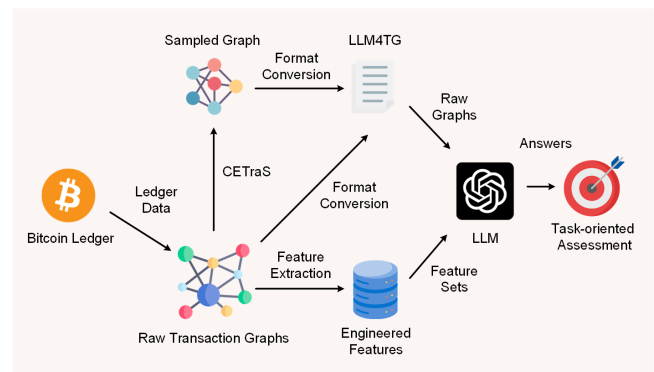 Sampled Graph
Format
Conversion
LLM4TG
Raw
Graphs
CETraS
Answers
Ledger
Data
Format
Conversion
Bitcoin Ledger
LLM
Task-oriented
Assessment
Feature
Extraction
Feature
Sets
Raw Transaction Graphs
Engineered
Features